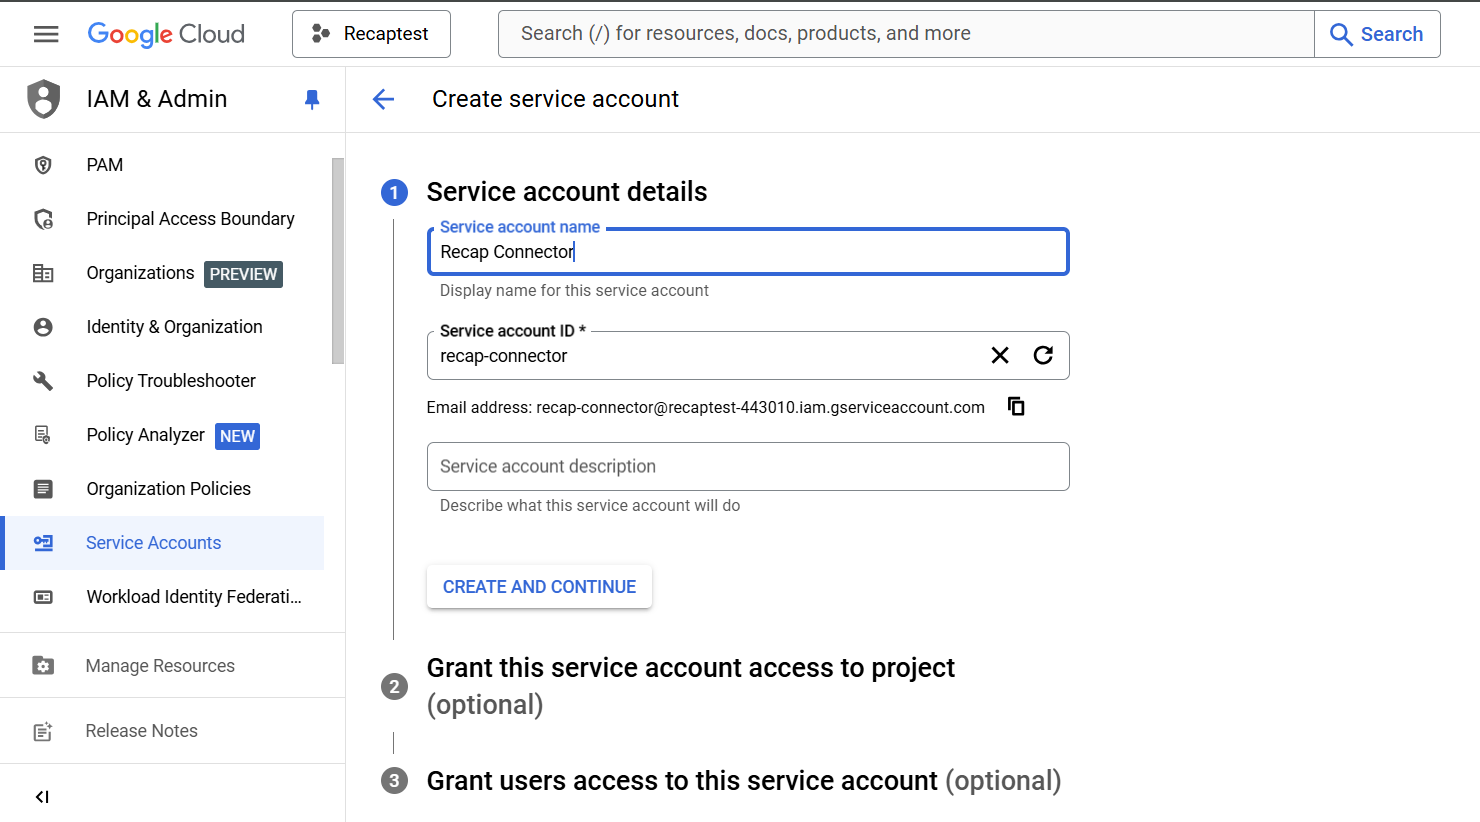 Google Cloud
Recaptest
Search (/) for resources, docs, products, and more
Search
IAM & Admin
Create service account
PAM
Principal Access Boundary
Organizations PREVIEW
Identity & Organization
Policy Troubleshooter
Policy Analyzer NEW
Organization Policies
Service Accounts
Workload Identity Federati...
Manage Resources
Release Notes
1 Service account details
Service account name
Recap Connector
Display name for this service account
Service account ID *
recap-connector
Email address: recap-connector@recaptest-443010.iam.gserviceaccount.com
Service account description
Describe what this service account will do
CREATE AND CONTINUE
2 Grant this service account access to project
(optional)
3 Grant users access to this service account (optional)